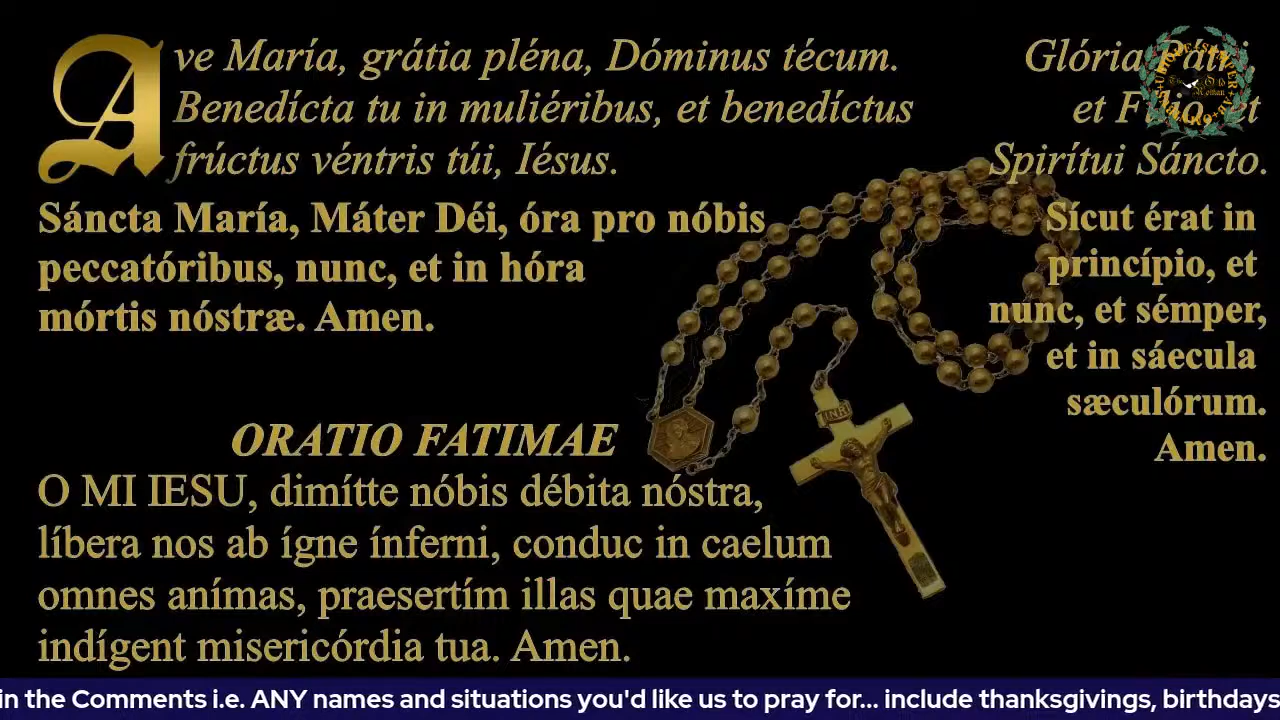 Ave María, grátia pléna, Dóminus técum.
Benedícta tu in muliéribus, et benedíctus
frúctus véntris túi, Iésus.
Sáncta María, Máter Déi, óra pro nóbis
peccatóribus, nunc, et in hóra
mórtis nóstræ. Amen.
ORATIO FATIMAE
O MI IESU, dimítte nóbis débita nóstra,
líbera nos ab ígne ínferni, conduc in caelum
omnes anímas, praesertím illas quae maxíme
indígent misericórdia tua. Amen.
Glória Pátri,
et Fílio, et
Spirítui Sáncto.
Sícut érat in
princípio, et
nunc, et sémper,
et in sáecula
sæculórum.
Amen.
INRI
in the Comments i.e. ANY names and situations you'd like us to pray for... include thanksgivings, birthdays